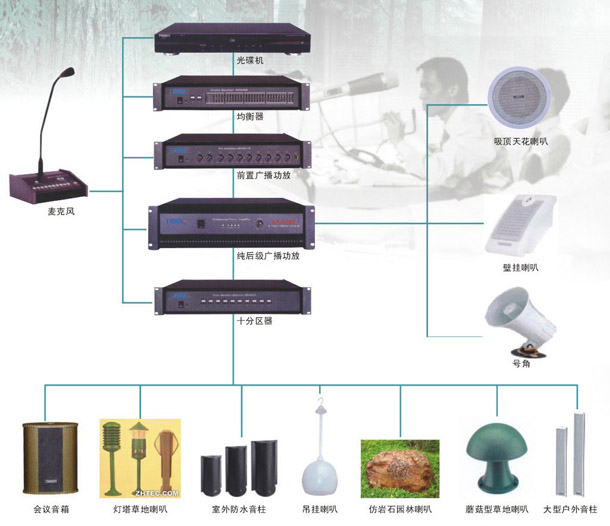 光碟机
均衡器
前置广播功放
麦克风
纯后级广播功放
十分区器
吸顶天花喇叭
壁挂喇叭
号角
ZHTEG.COM
会议音箱
灯塔草地喇叭
室外防水音柱
吊挂喇叭
仿岩石园林喇叭
蘑菇型草地喇叭
大型户外音柱